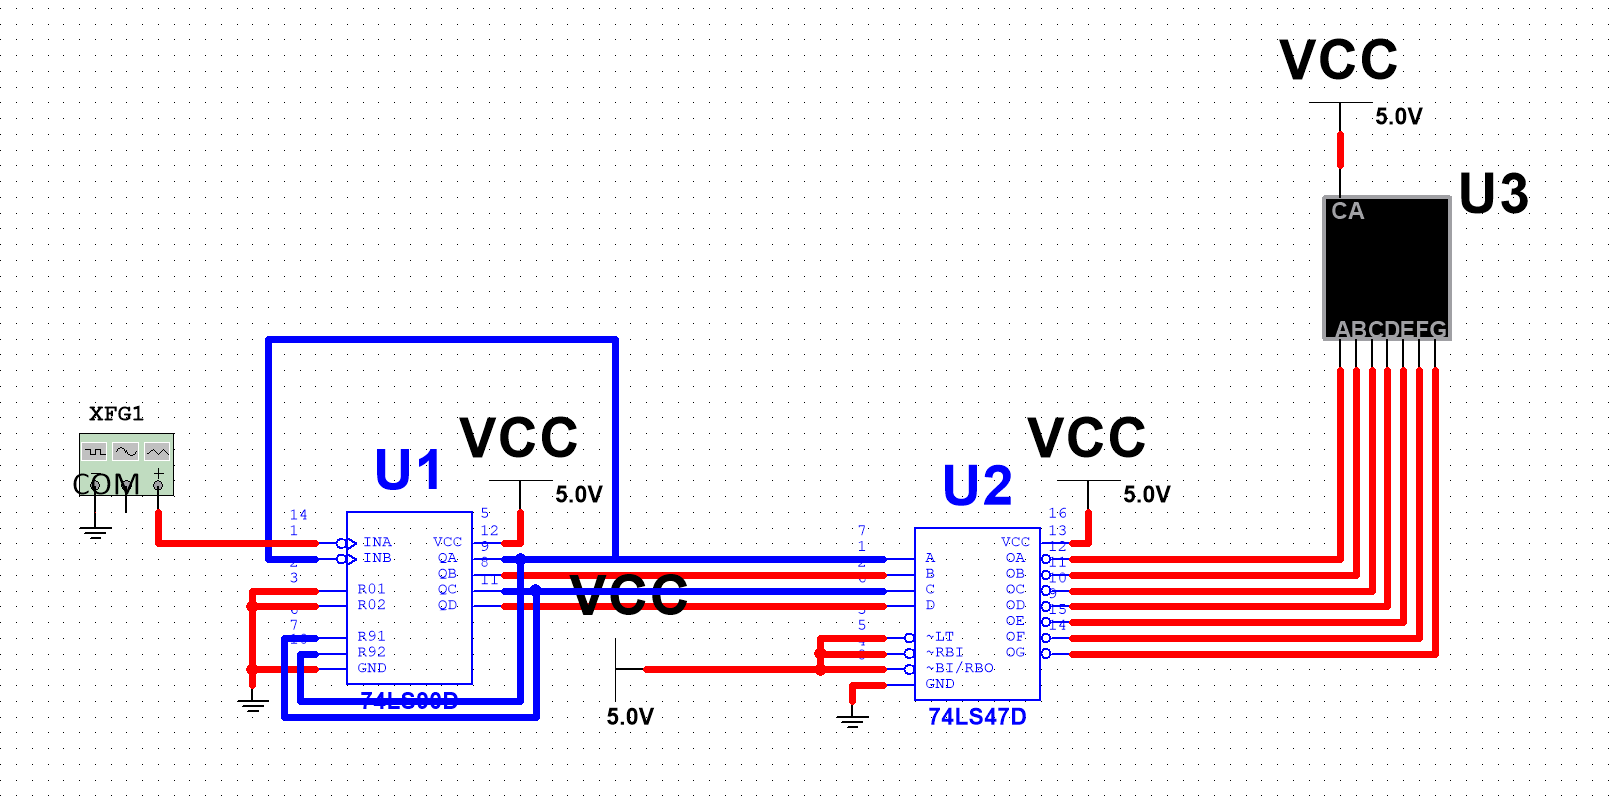 VCC
5.0V
U3
CA
ABCDEFG
XFG1
COM
VCC
5.0V
U1
14
1
2
3
6
7
10
INA
INB
R01
R02
R91
R92
GND
VCC
QA
QB
QC
QD
5
12
9
8
11
VCC
5.0V
VCC
5.0V
U2
7
1
2
6
3
5
4
A
B
C
D
~LT
~RBI
~BI/RBO
GND
VCC
OA
OB
OC
OD
OE
OF
OG
16
13
12
11
10
9
15
14
74LS47D